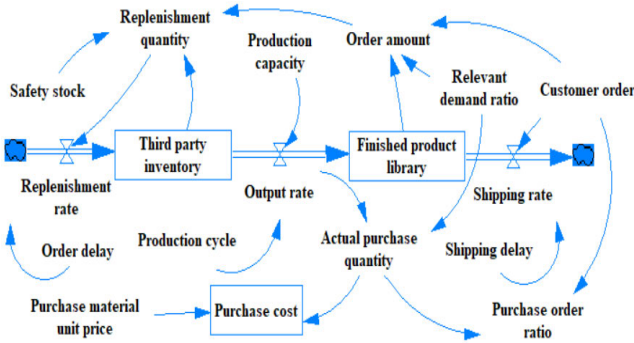 Replenishment
quantity
Production
capacity
Order amount
Safety stock
Relevant
demand ratio
Customer order
Third party
inventory
Finished product
library
Replenishment
rate
Output rate
Shipping rate
Order delay
Production cycle
Actual purchase
quantity
Shipping delay
Purchase material
unit price
Purchase cost
Purchase order
ratio